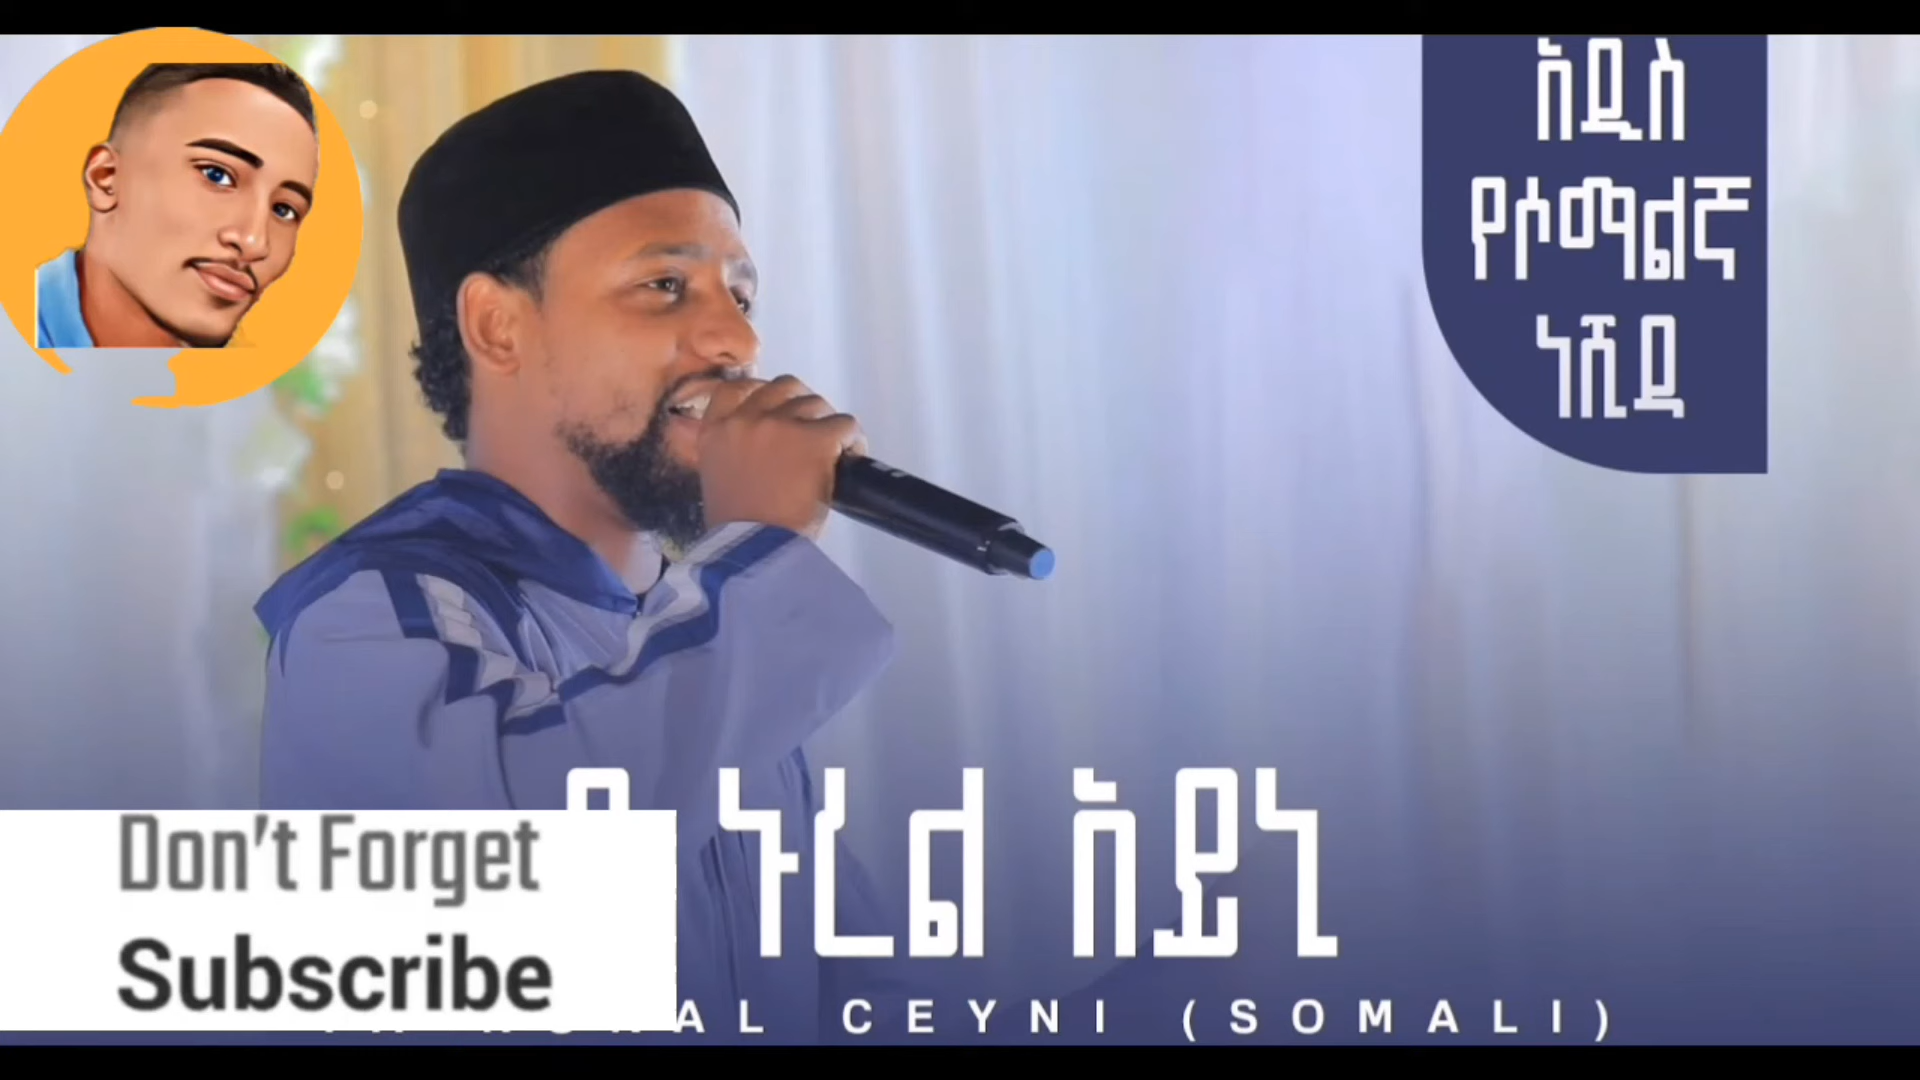 አዲስ
የሶማልኛ
ነሺዳ
ኑረል አይኒ
Don't Forget
Subscribe
CEYNI (SOMALI)